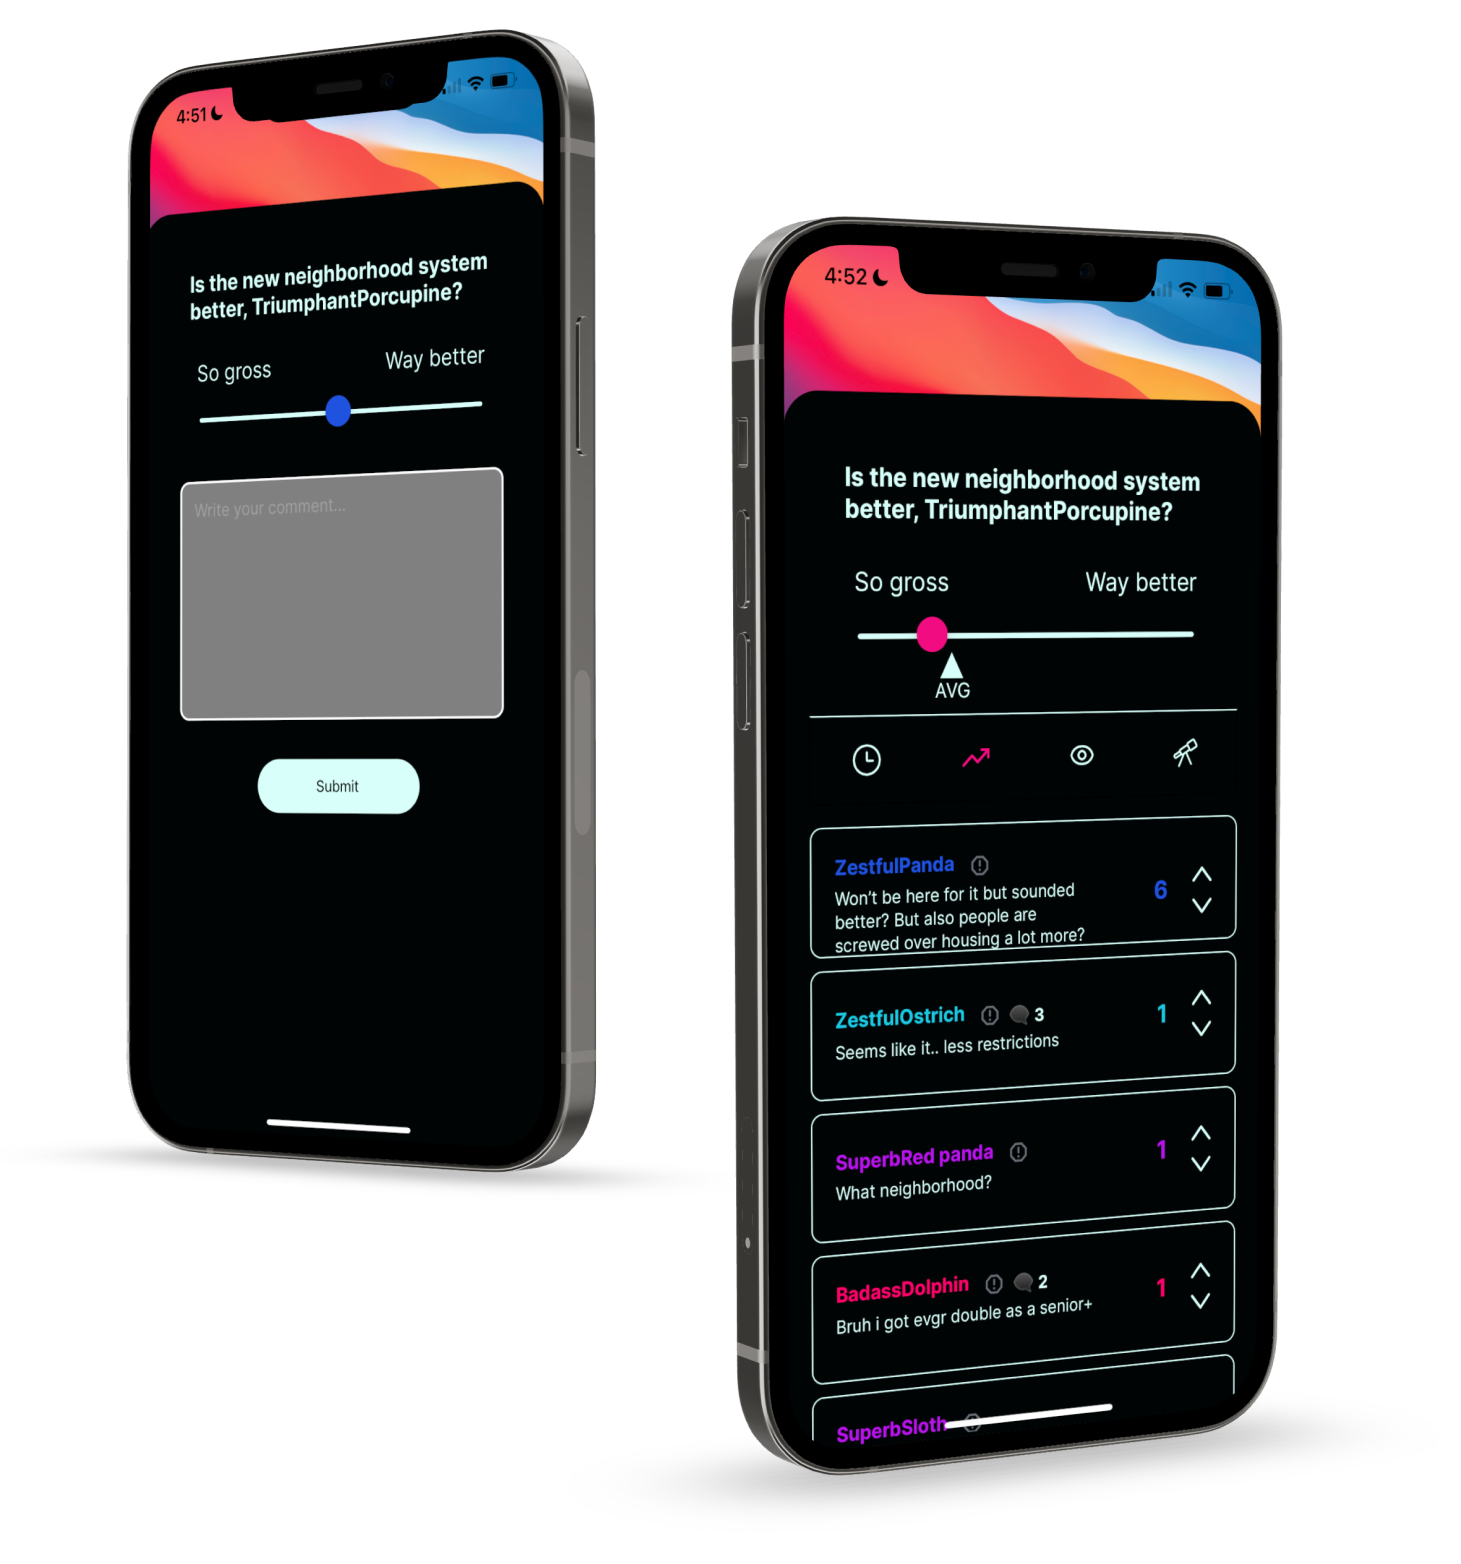 4:51
Is the new neighborhood system
better, TriumphantPorcupine?
So gross
Way better
Write your comment...
Submit
4:52
Is the new neighborhood system
better, TriumphantPorcupine?
So gross
Way better
AVG
ZestfulPanda
Won't be here for it but sounded
better? But also people are
screwed over housing a lot more?
6
ZestfulOstrich 3
Seems like it.. less restrictions
1
SuperbRed panda
What neighborhood?
1
BadassDolphin 2
Bruh i got evgr double as a senior+
1
SuperbSloth